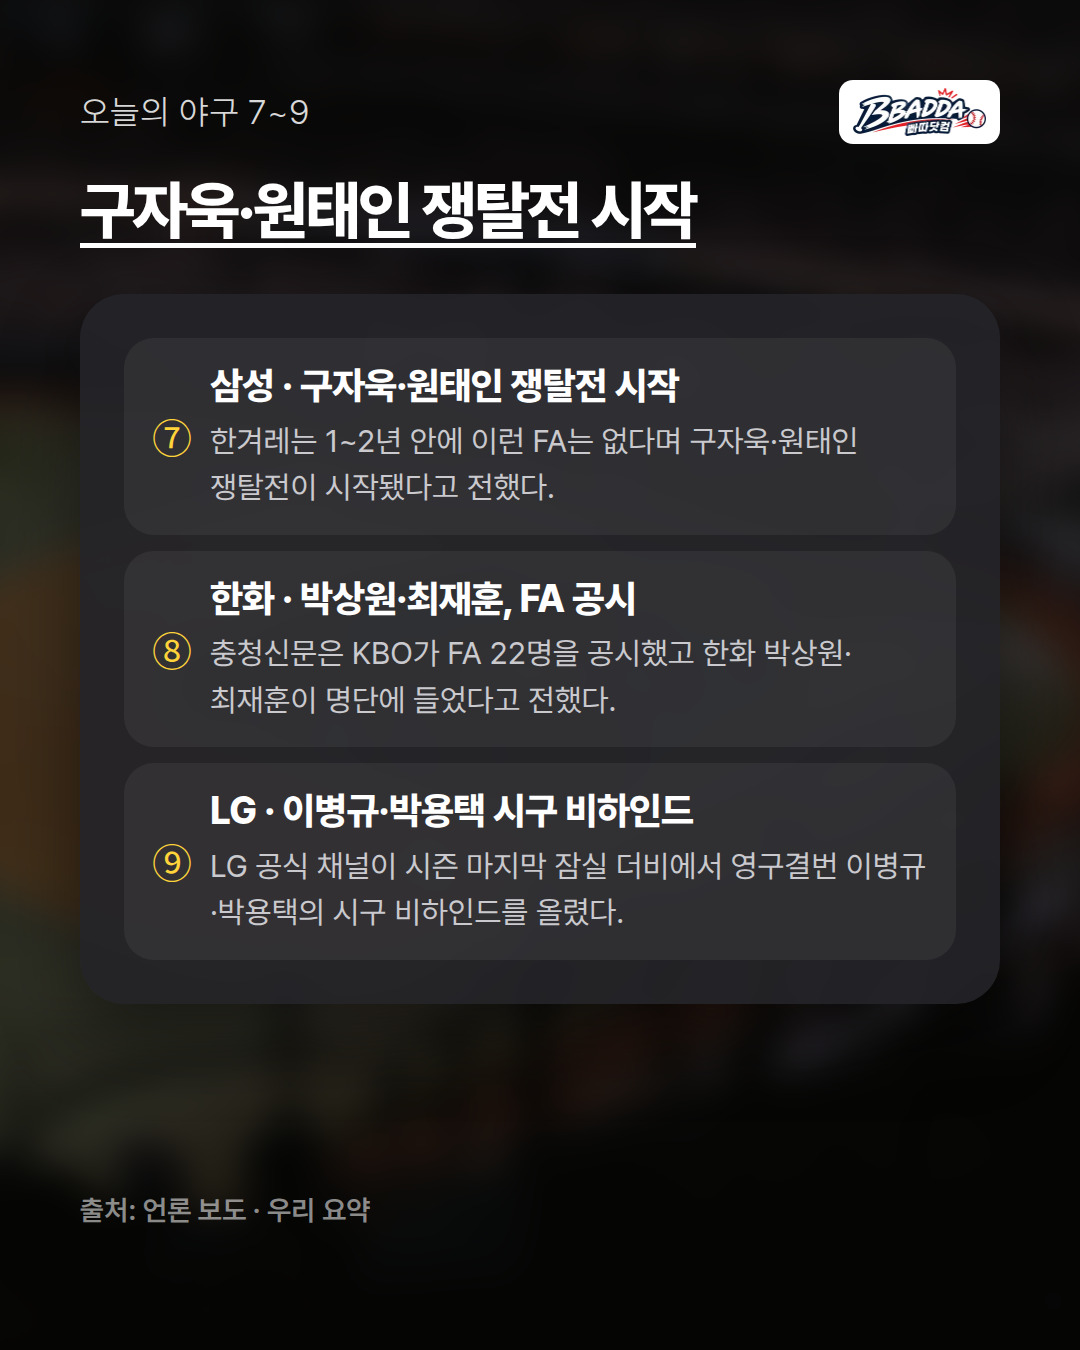 오늘의 야구 7~9
BBADDA
빠따닷컴
구자욱·원태인 쟁탈전 시작
삼성 · 구자욱·원태인 쟁탈전 시작
⑦ 한겨레는 1~2년 안에 이런 FA는 없다며 구자욱·원태인
쟁탈전이 시작됐다고 전했다.
한화 · 박상원·최재훈, FA 공시
⑧ 충청신문은 KBO가 FA 22명을 공시했고 한화 박상원·
최재훈이 명단에 들었다고 전했다.
LG · 이병규·박용택 시구 비하인드
⑨ LG 공식 채널이 시즌 마지막 잠실 더비에서 영구결번 이병규
·박용택의 시구 비하인드를 올렸다.
출처: 언론 보도 · 우리 요약